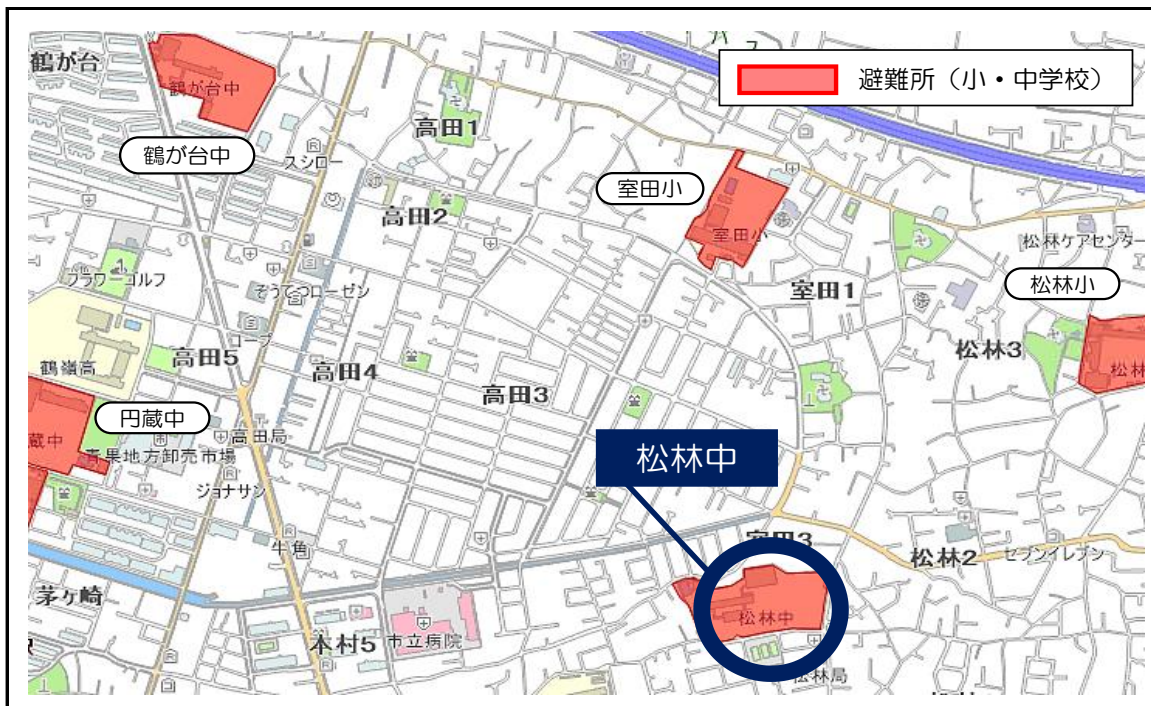 鶴が台
鶴が台中
鶴が台中
スシロー
高田1
避難所（小・中学校）
室田小
室田小
高田2
松林ケアセンター
松林小
フラワーゴルフ
そうてつローゼン
室田1
コープ
高田5
鶴嶺高
高田4
高田3
松林3
松林
円蔵中
蔵中
高田局
青果地方卸売市場
ジョナサン
松林中
牛角
室田3
松林2
セブンイレブン
茅ヶ崎
本村5
市立病院
松林中
松林局